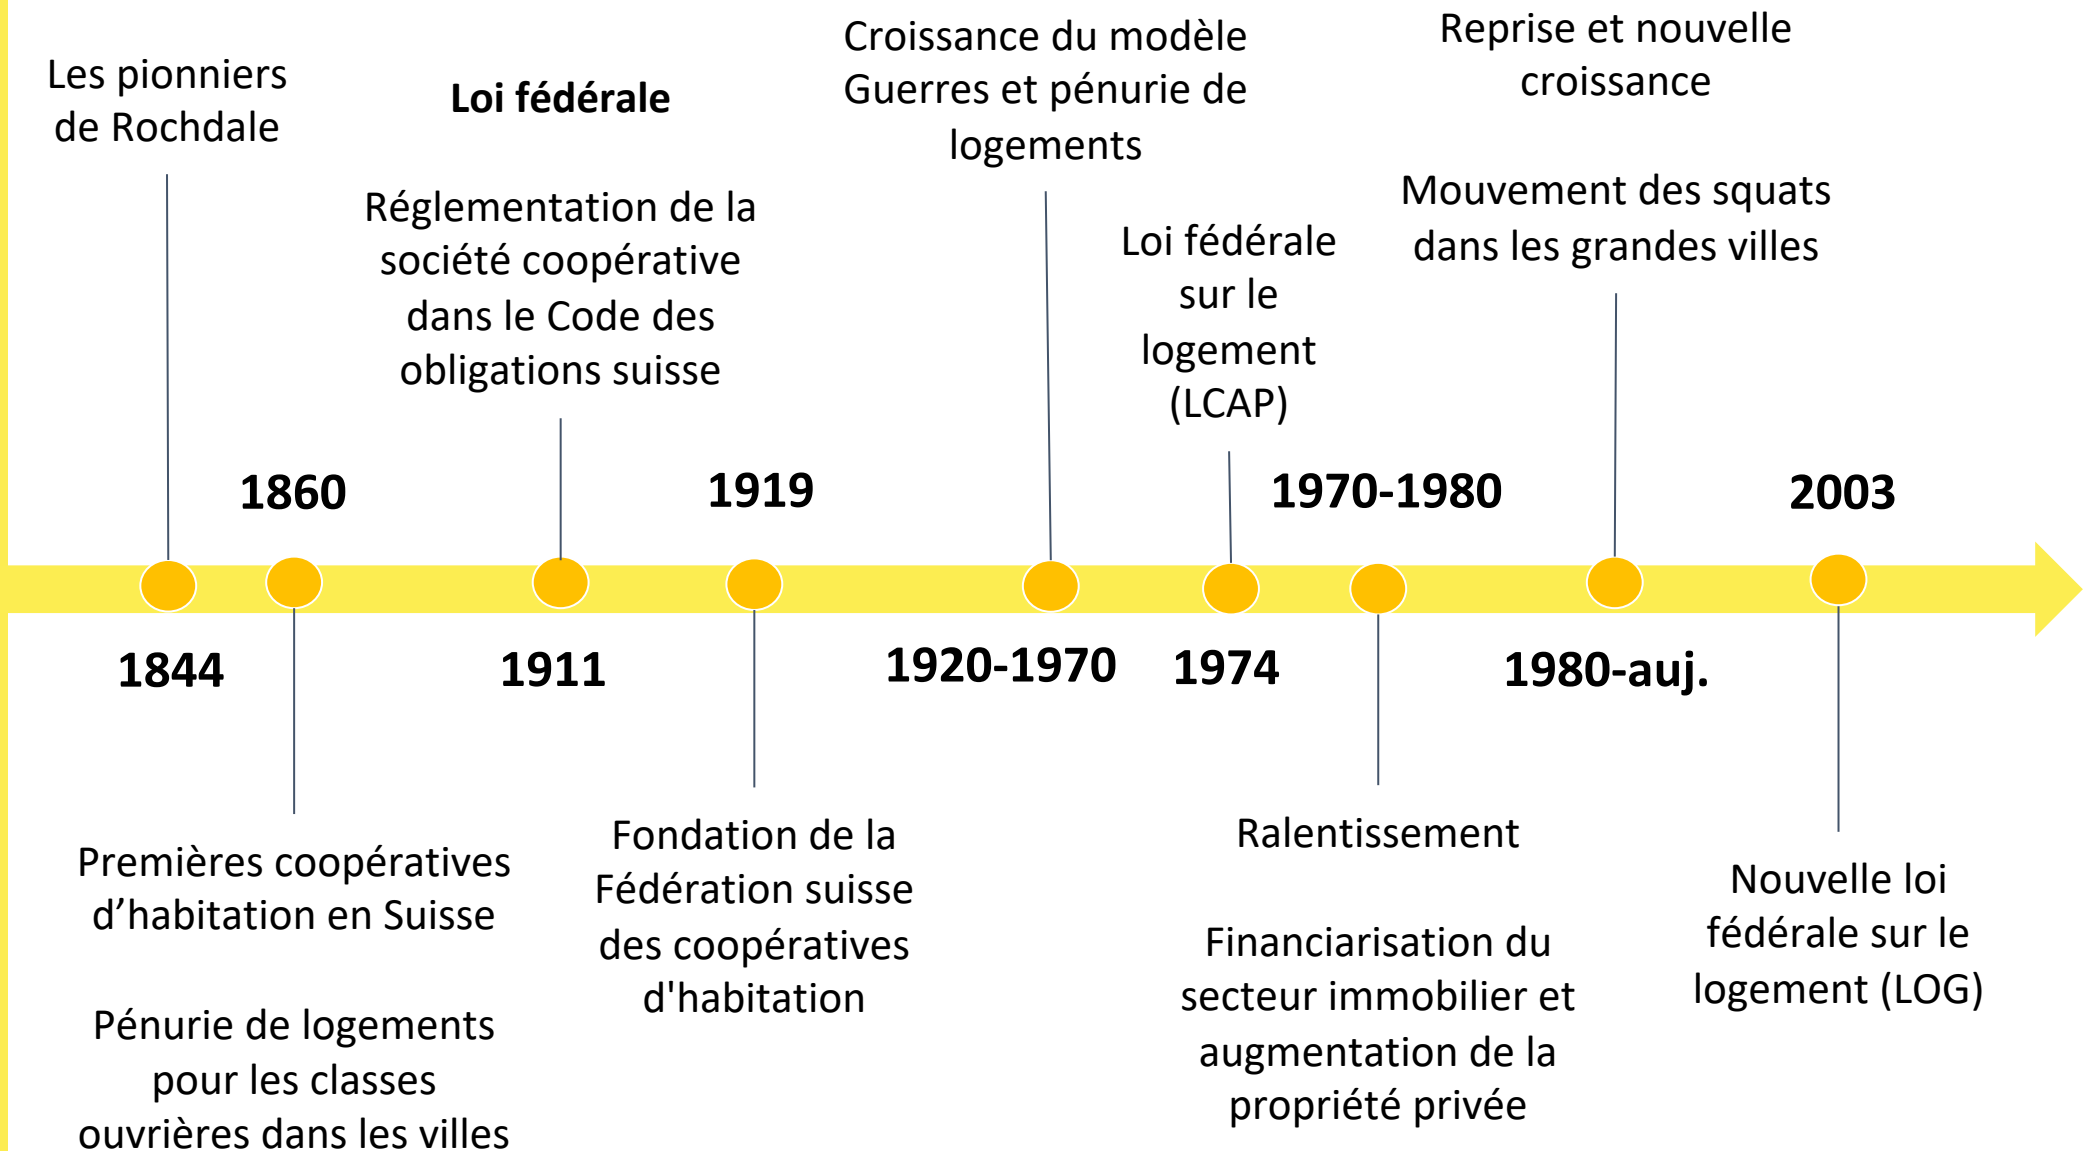 Les pionniers
de Rochdale
1844
1860
Premières coopératives
d’habitation en Suisse
Pénurie de logements
pour les classes
ouvrières dans les villes
Loi fédérale
Réglementation de la
société coopérative
dans le Code des
obligations suisse
1911
1919
Fondation de la
Fédération suisse
des coopératives
d'habitation
Croissance du modèle
Guerres et pénurie de
logements
1920-1970
Loi fédérale
sur le
logement
(LCAP)
1974
1970-1980
Ralentissement
Financiarisation du
secteur immobilier et
augmentation de la
propriété privée
Reprise et nouvelle
croissance
Mouvement des squats
dans les grandes villes
1980-auj.
2003
Nouvelle loi
fédérale sur le
logement (LOG)